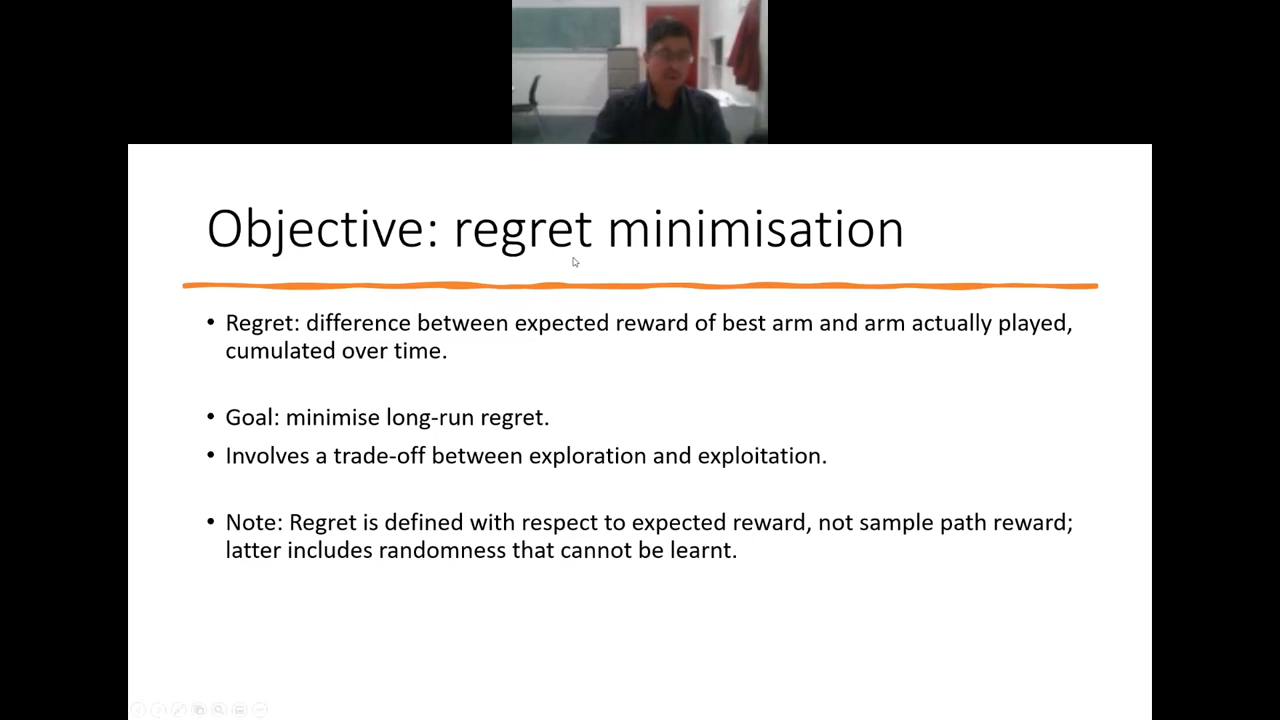 Objective: regret minimisation
• Regret: difference between expected reward of best arm and arm actually played,
cumulated over time.
• Goal: minimise long-run regret.
• Involves a trade-off between exploration and exploitation.
• Note: Regret is defined with respect to expected reward, not sample path reward;
latter includes randomness that cannot be learnt.